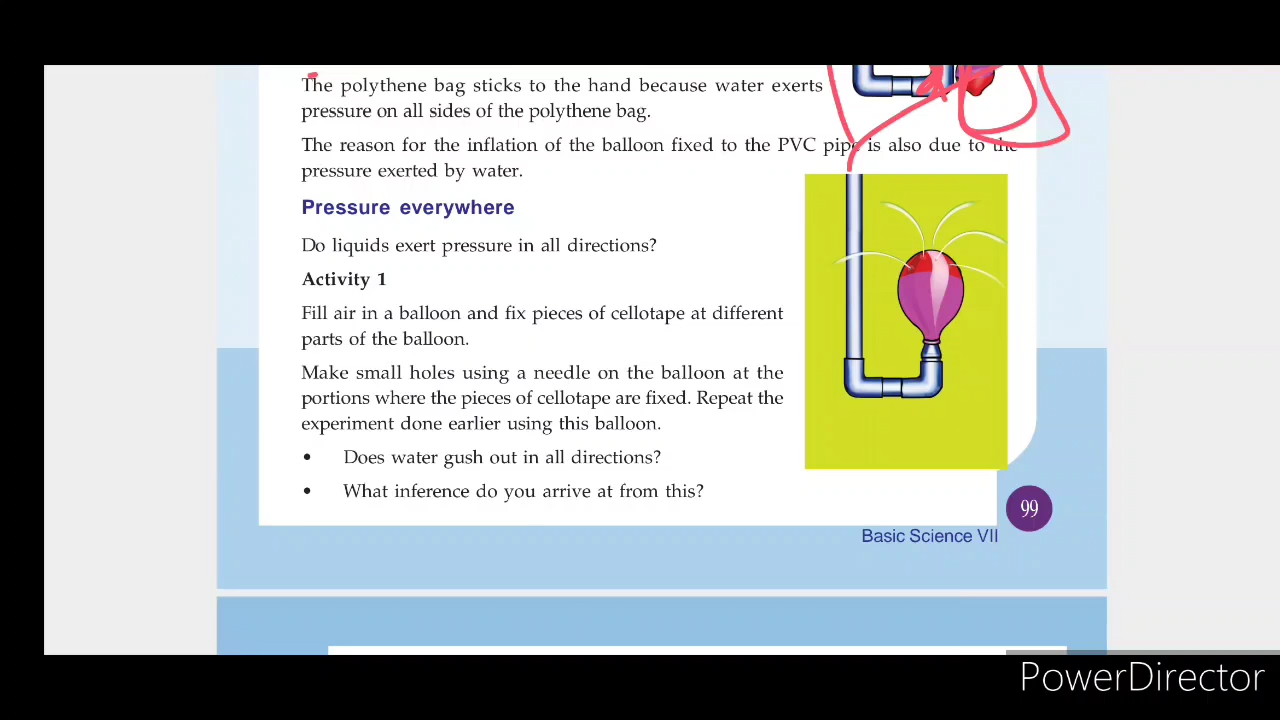 The polythene bag sticks to the hand because water exerts
pressure on all sides of the polythene bag.
The reason for the inflation of the balloon fixed to the PVC pipe is also due to the
pressure exerted by water.
Pressure everywhere
Do liquids exert pressure in all directions?
Activity 1
Fill air in a balloon and fix pieces of cellotape at different
parts of the balloon.
Make small holes using a needle on the balloon at the
portions where the pieces of cellotape are fixed. Repeat the
experiment done earlier using this balloon.
• Does water gush out in all directions?
• What inference do you arrive at from this?
99
Basic Science VII
PowerDirector